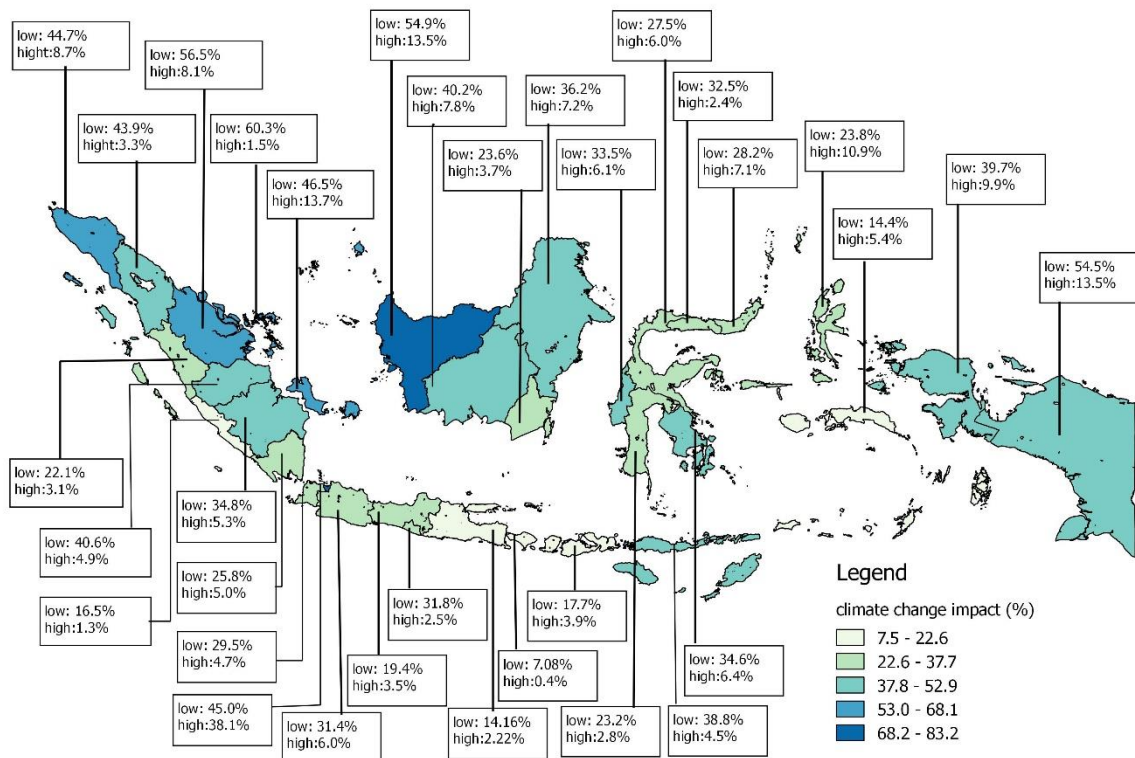 low: 44.7%
hight:8.7%
low: 56.5%
high:8.1%
low: 54.9%
high:13.5%
low: 27.5%
high:6.0%
low: 43.9%
hight:3.3%
low: 60.3%
high:1.5%
low: 46.5%
high:13.7%
low: 40.2%
high:7.8%
low: 36.2%
high:7.2%
low: 23.6%
high:3.7%
low: 33.5%
high:6.1%
low: 32.5%
high:2.4%
low: 28.2%
high:7.1%
low: 23.8%
high:10.9%
low: 14.4%
high:5.4%
low: 39.7%
high:9.9%
low: 54.5%
high:13.5%
low: 22.1%
high:3.1%
low: 40.6%
high:4.9%
low: 16.5%
high:1.3%
low: 34.8%
high:5.3%
low: 25.8%
high:5.0%
low: 29.5%
high:4.7%
low: 45.0%
high:38.1%
low: 31.4%
high:6.0%
low: 19.4%
high:3.5%
low: 31.8%
high:2.5%
low: 14.16%
high:2.22%
low: 7.08%
high:0.4%
low: 17.7%
high:3.9%
low: 23.2%
high:2.8%
low: 38.8%
high:4.5%
low: 34.6%
high:6.4%
Legend
climate change impact (%)
7.5 - 22.6
22.6 - 37.7
37.8 - 52.9
53.0 - 68.1
68.2 - 83.2